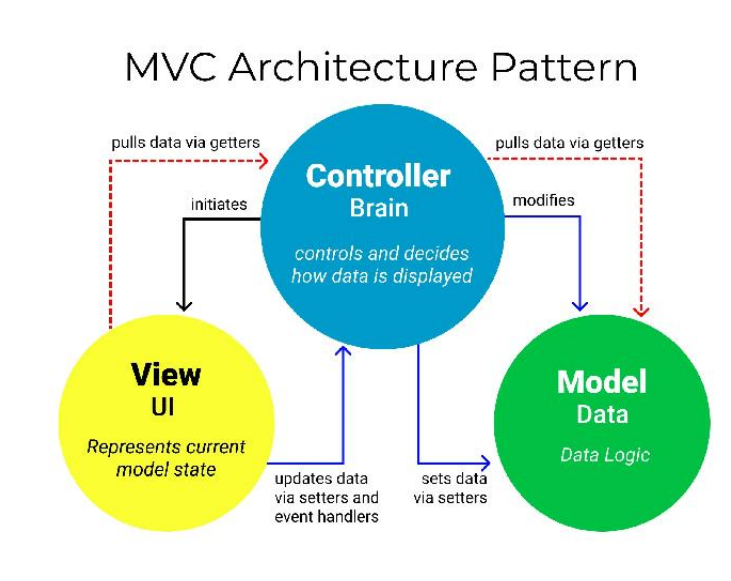 MVC Architecture Pattern
pulls data via getters
pulls data via getters
Controller
Brain
initiates
modifies
controls and decides
how data is displayed
View
UI
Represents current
model state
Model
Data
Data Logic
updates data
via setters and
event handlers
sets data
via setters